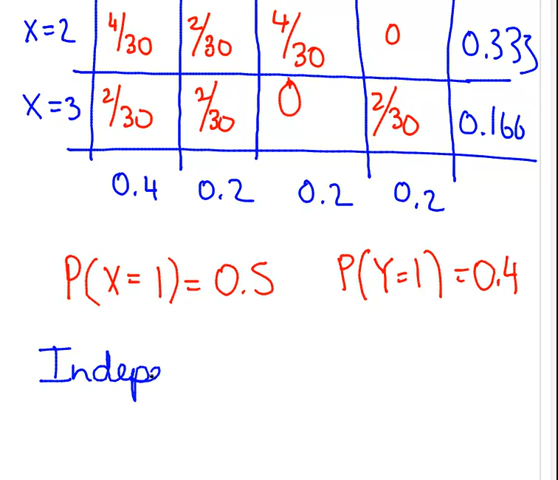 X=2 4/30 2/30 4/30 0 0.333
X=3 2/30 2/30 0 2/30 0.166
0.4 0.2 0.2 0.2
P(X=1)=0.5 P(Y=1)=0.4
Indepo